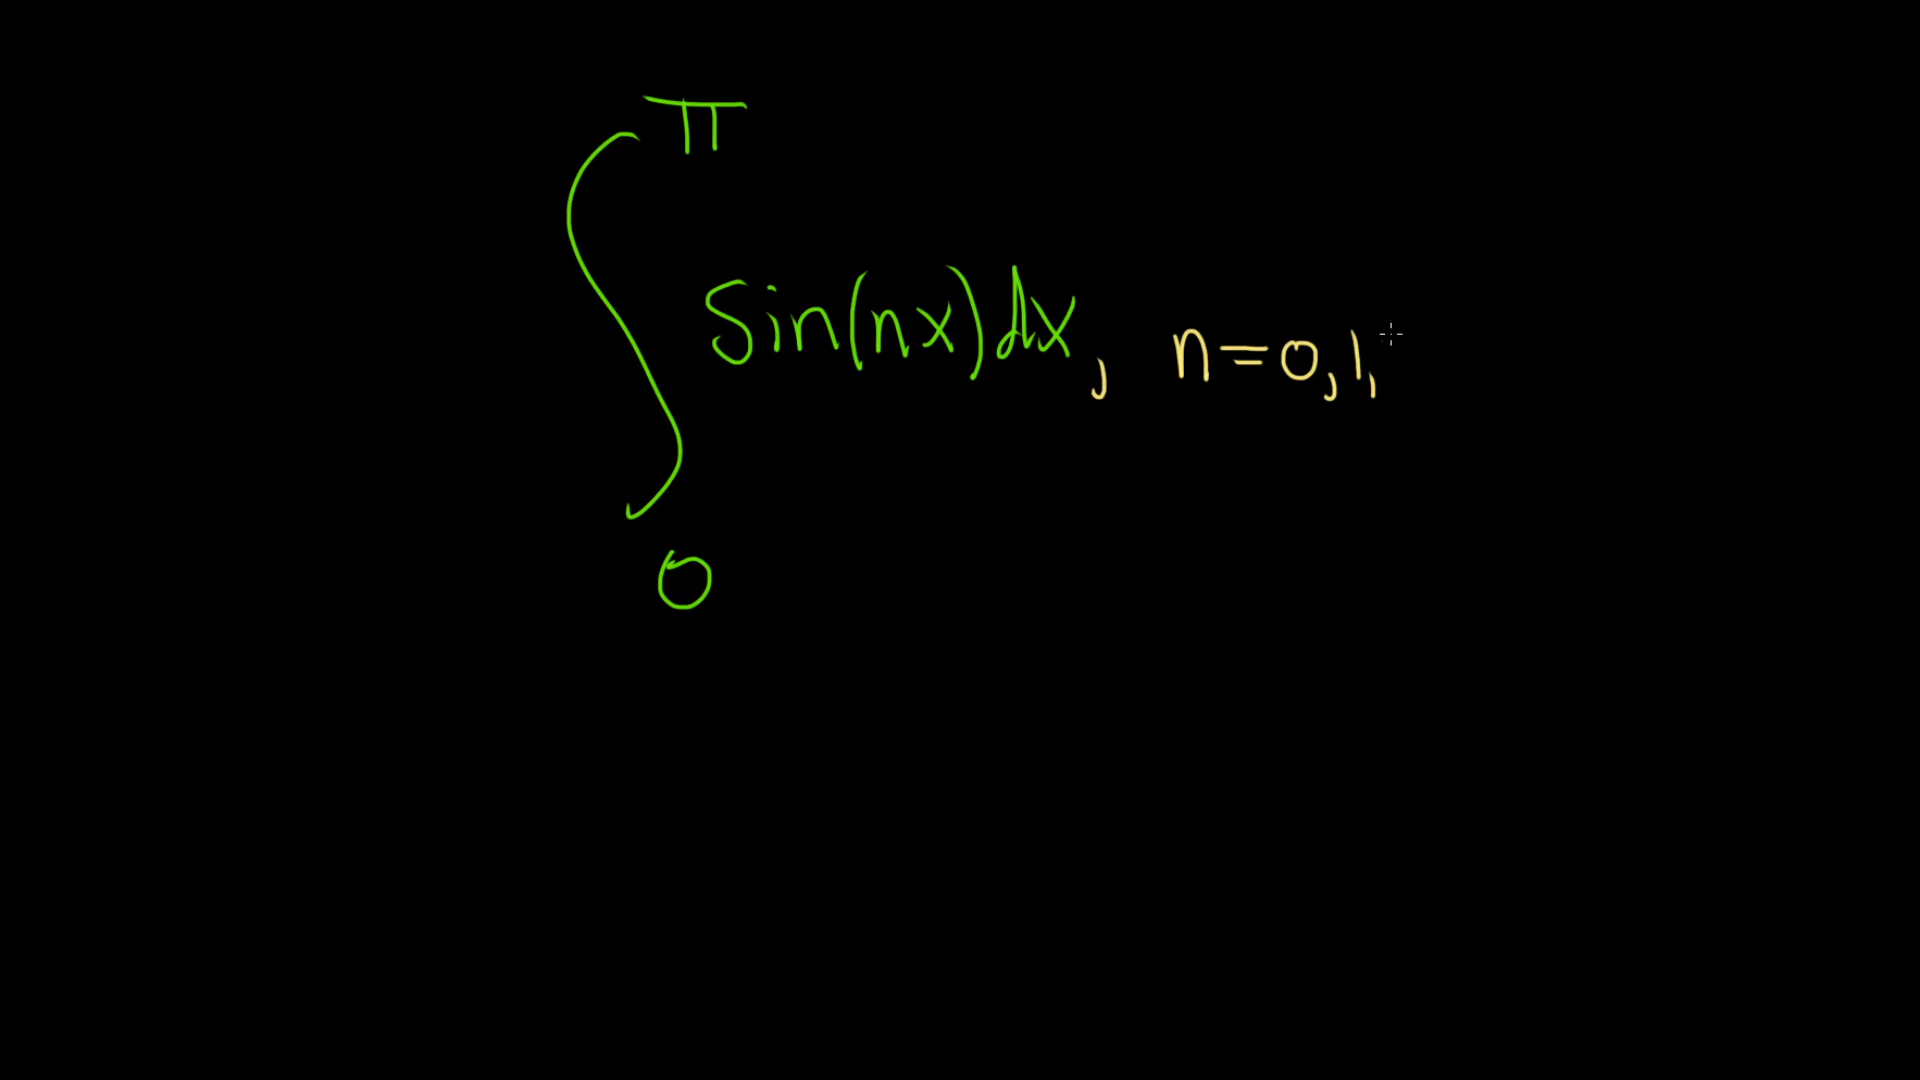 π
∫ sin(nx)dx, n=0,1,
0